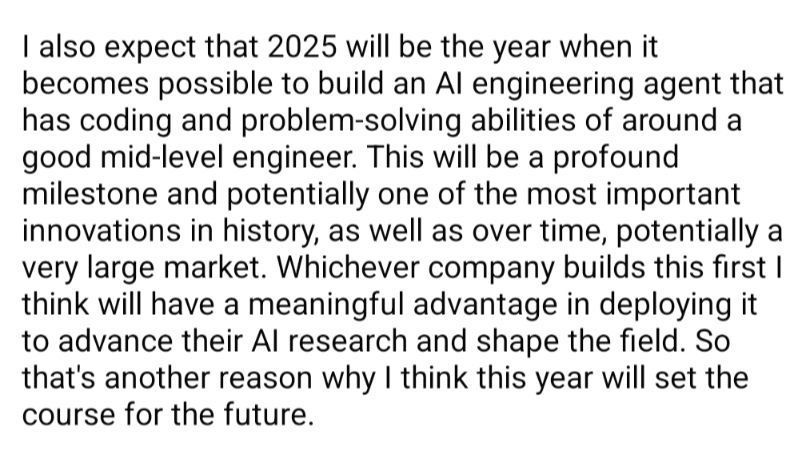 I also expect that 2025 will be the year when it
becomes possible to build an AI engineering agent that
has coding and problem-solving abilities of around a
good mid-level engineer. This will be a profound
milestone and potentially one of the most important
innovations in history, as well as over time, potentially a
very large market. Whichever company builds this first I
think will have a meaningful advantage in deploying it
to advance their AI research and shape the field. So
that's another reason why I think this year will set the
course for the future.